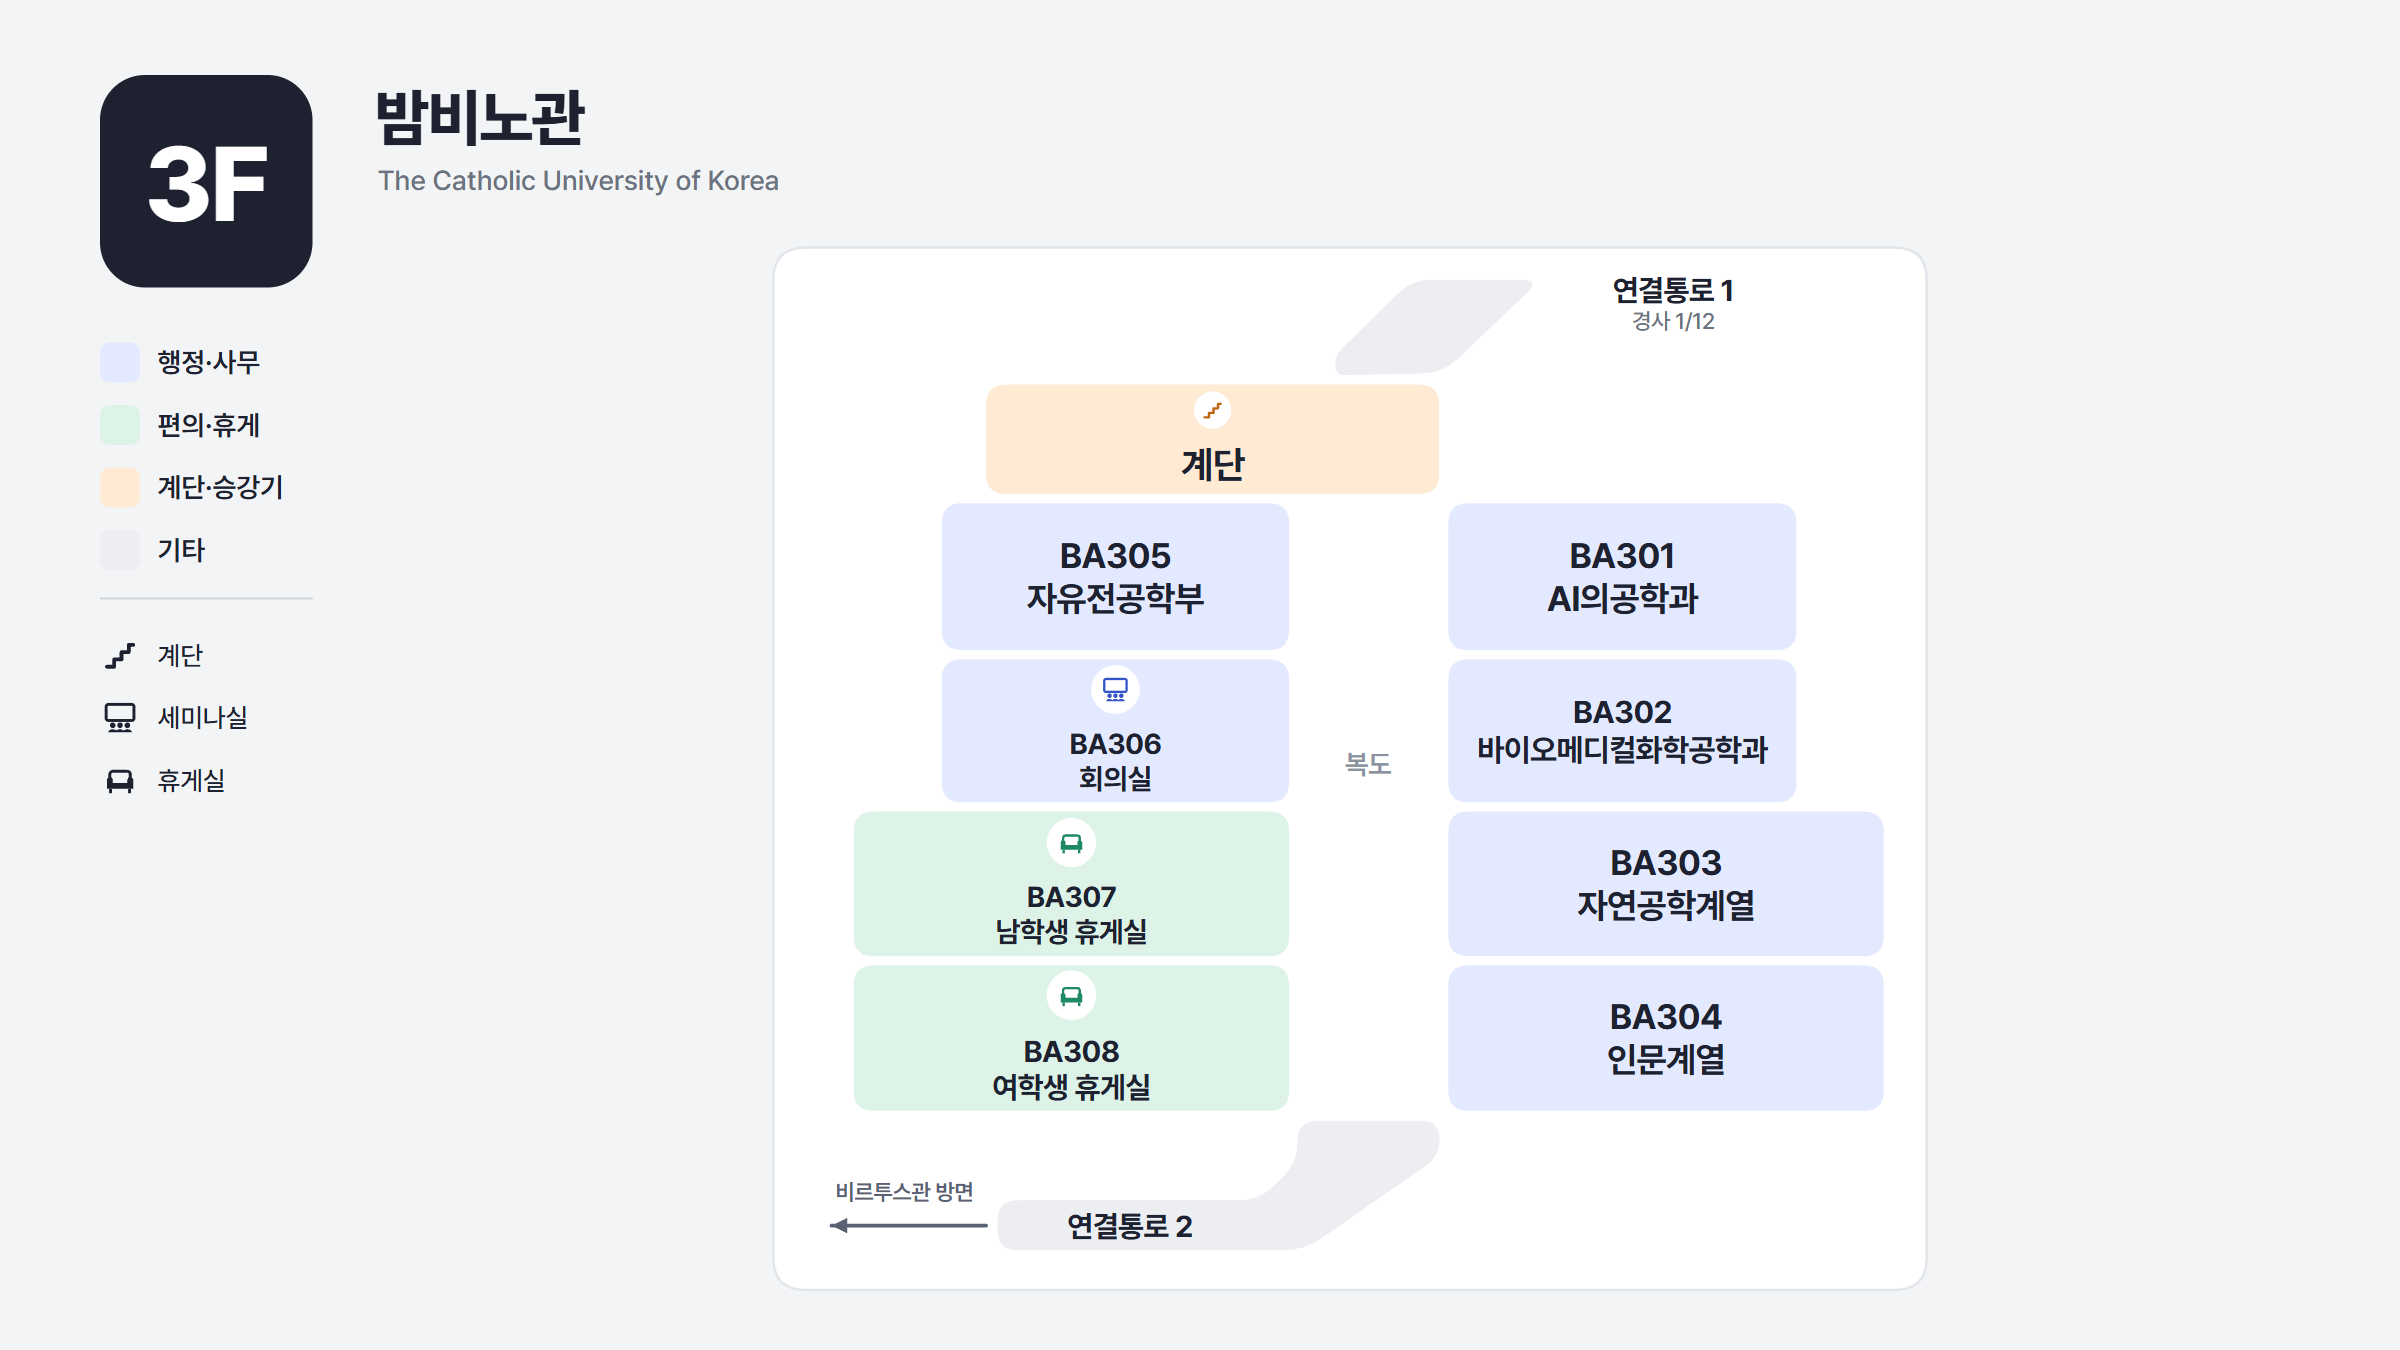 3F
밤비노관
The Catholic University of Korea
행정·사무
편의·휴게
계단·승강기
기타
계단
세미나실
휴게실
연결통로 1
경사 1/12
계단
BA305
자유전공학부
BA301
AI의공학과
BA306
회의실
복도
BA302
바이오메디컬화학공학과
BA307
남학생 휴게실
BA303
자연공학계열
BA308
여학생 휴게실
BA304
인문계열
비르투스관 방면
연결통로 2